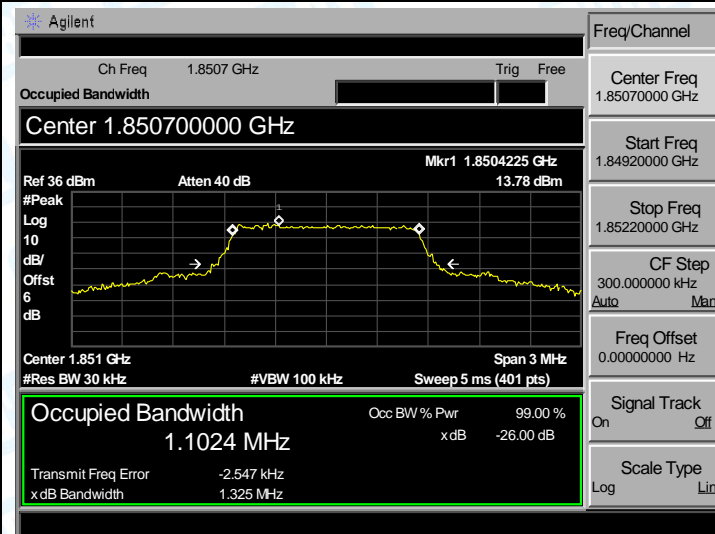 Agilent
Ch Freq 1.8507 GHz Trig Free
Occupied Bandwidth
Center 1.850700000 GHz
Mkr1 1.8504225 GHz
Ref 36 dBm Atten 40 dB 13.78 dBm
#Peak
Log
10
dB/
Offst
6
dB
1
Center 1.851 GHz Span 3 MHz
#Res BW 30 kHz #VBW 100 kHz Sweep 5 ms (401 pts)
Occupied Bandwidth
1.1024 MHz
Occ BW % Pwr 99.00 %
x dB -26.00 dB
Transmit Freq Error -2.547 kHz
x dB Bandwidth 1.325 MHz
Freq/Channel
Center Freq
1.85070000 GHz
Start Freq
1.84920000 GHz
Stop Freq
1.85220000 GHz
CF Step
300.000000 kHz
Auto Man
Freq Offset
0.00000000 Hz
Signal Track
On Off
Scale Type
Log Lin